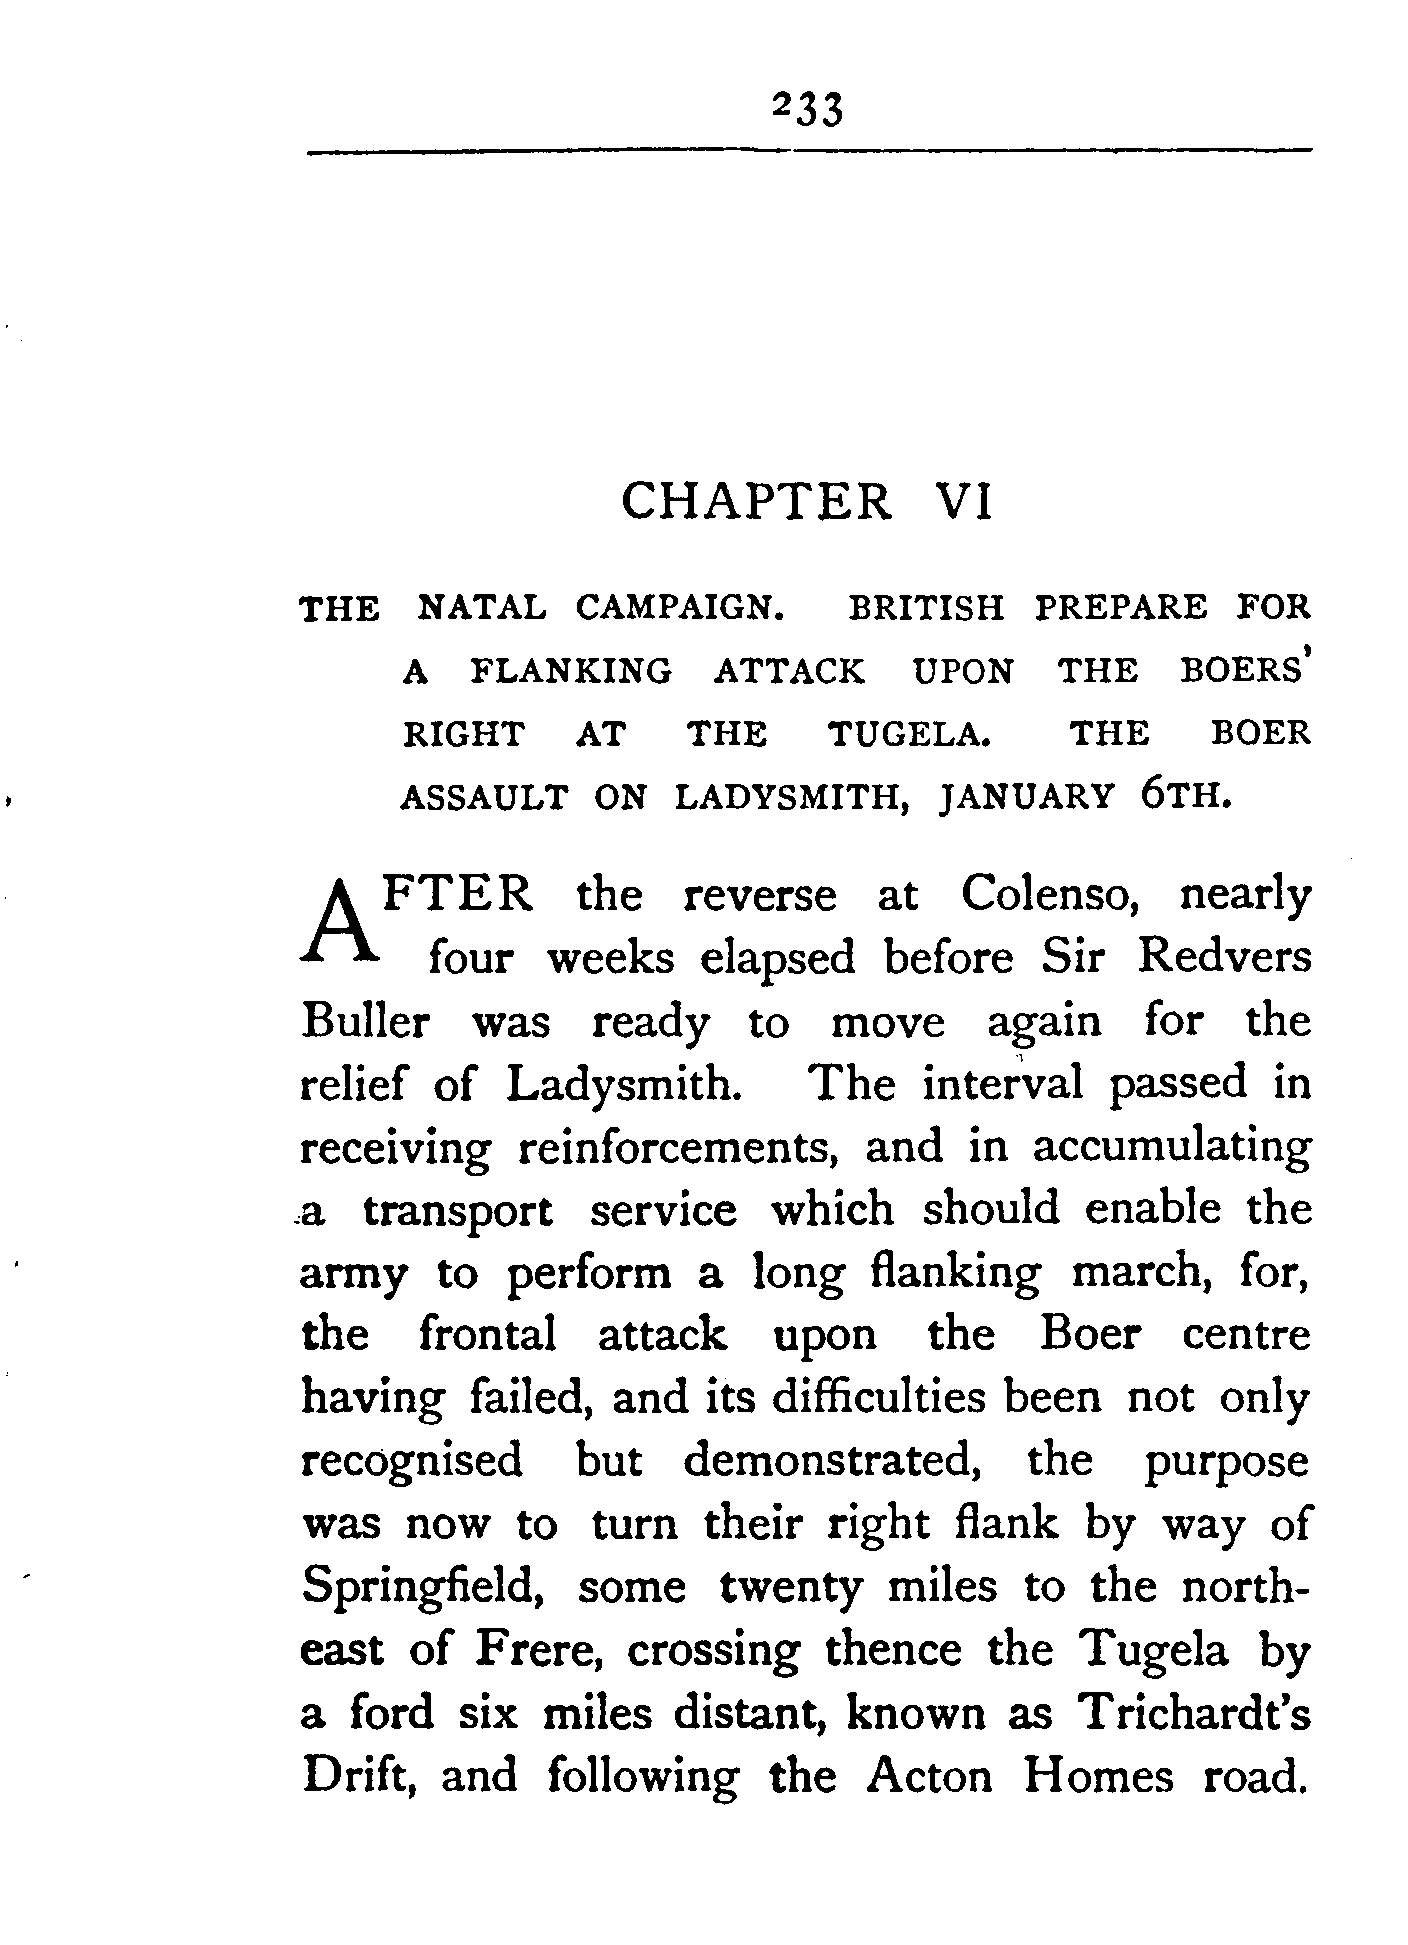 233
CHAPTER VI
THE NATAL CAMPAIGN. BRITISH PREPARE FOR
A FLANKING ATTACK UPON THE BOERS'
RIGHT AT THE TUGELA. THE BOER
ASSAULT ON LADYSMITH, JANUARY 6TH.
AFTER the reverse at Colenso, nearly
four weeks elapsed before Sir Redvers
Buller was ready to move again for the
relief of Ladysmith. The interval passed in
receiving reinforcements, and in accumulating
a transport service which should enable the
army to perform a long flanking march, for,
the frontal attack upon the Boer centre
having failed, and its difficulties been not only
recognised but demonstrated, the purpose
was now to turn their right flank by way of
Springfield, some twenty miles to the north-
east of Frere, crossing thence the Tugela by
a ford six miles distant, known as Trichardt's
Drift, and following the Acton Homes road.